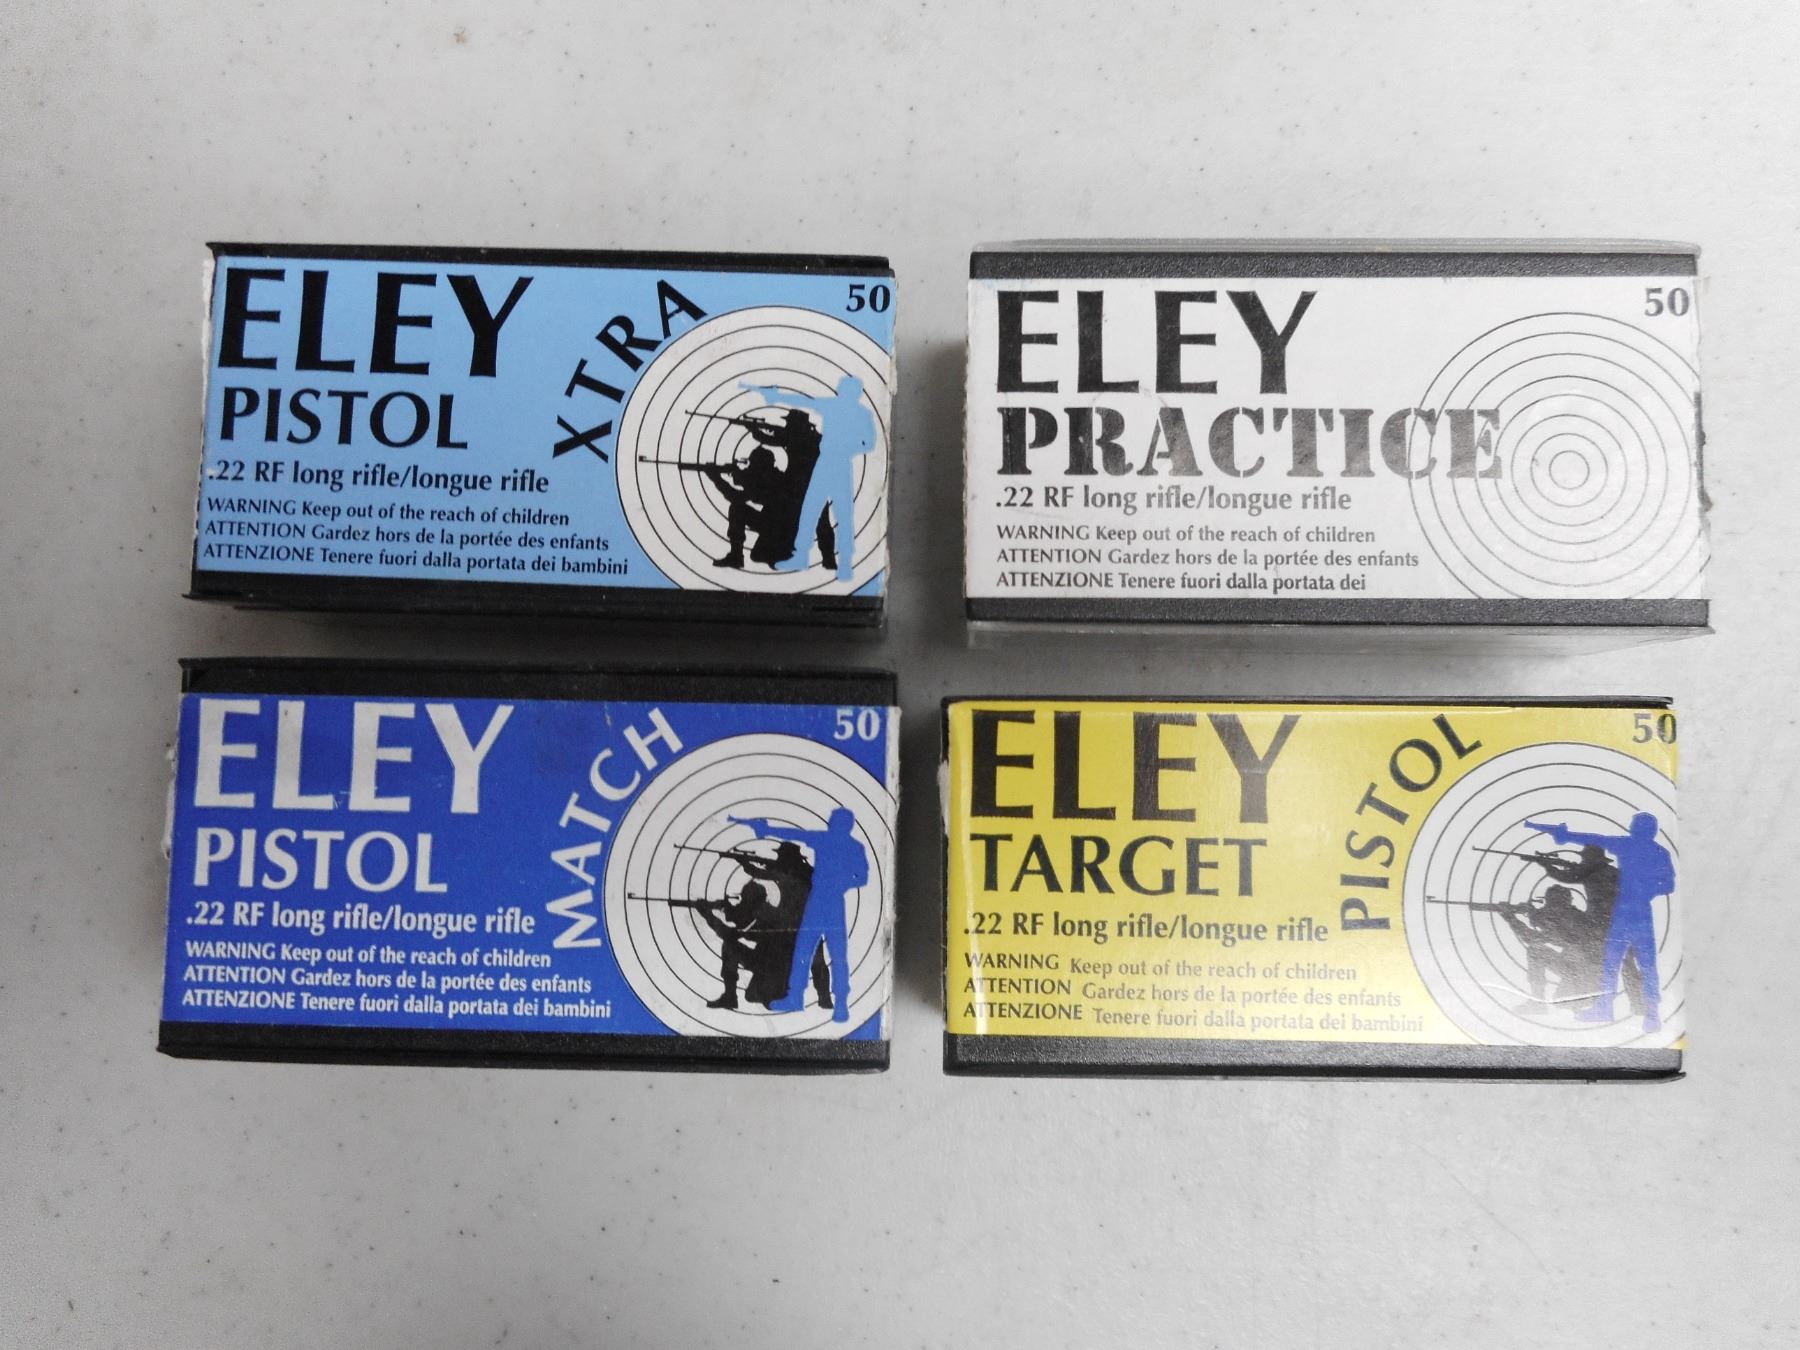 ELEY
XTRA
50
PISTOL
.22 RF long rifle/longue rifle
WARNING Keep out of the reach of children
ATTENTION Gardez hors de la portée des enfants
ATTENZIONE Tenere fuori dalla portata dei bambini
ELEY
50
PRACTICE
.22 RF long rifle/longue rifle
WARNING Keep out of the reach of children
ATTENTION Gardez hors de la portée des enfants
ATTENZIONE Tenere fuori dalla portata dei
ELEY
MATCH
50
PISTOL
.22 RF long rifle/longue rifle
WARNING Keep out of the reach of children
ATTENTION Gardez hors de la portée des enfants
ATTENZIONE Tenere fuori dalla portata dei bambini
ELEY
PISTOL
50
TARGET
.22 RF long rifle/longue rifle
WARNING Keep out of the reach of children
ATTENTION Gardez hors de la portée des enfants
ATTENZIONE Tenere fuori dalla portata dei bambini